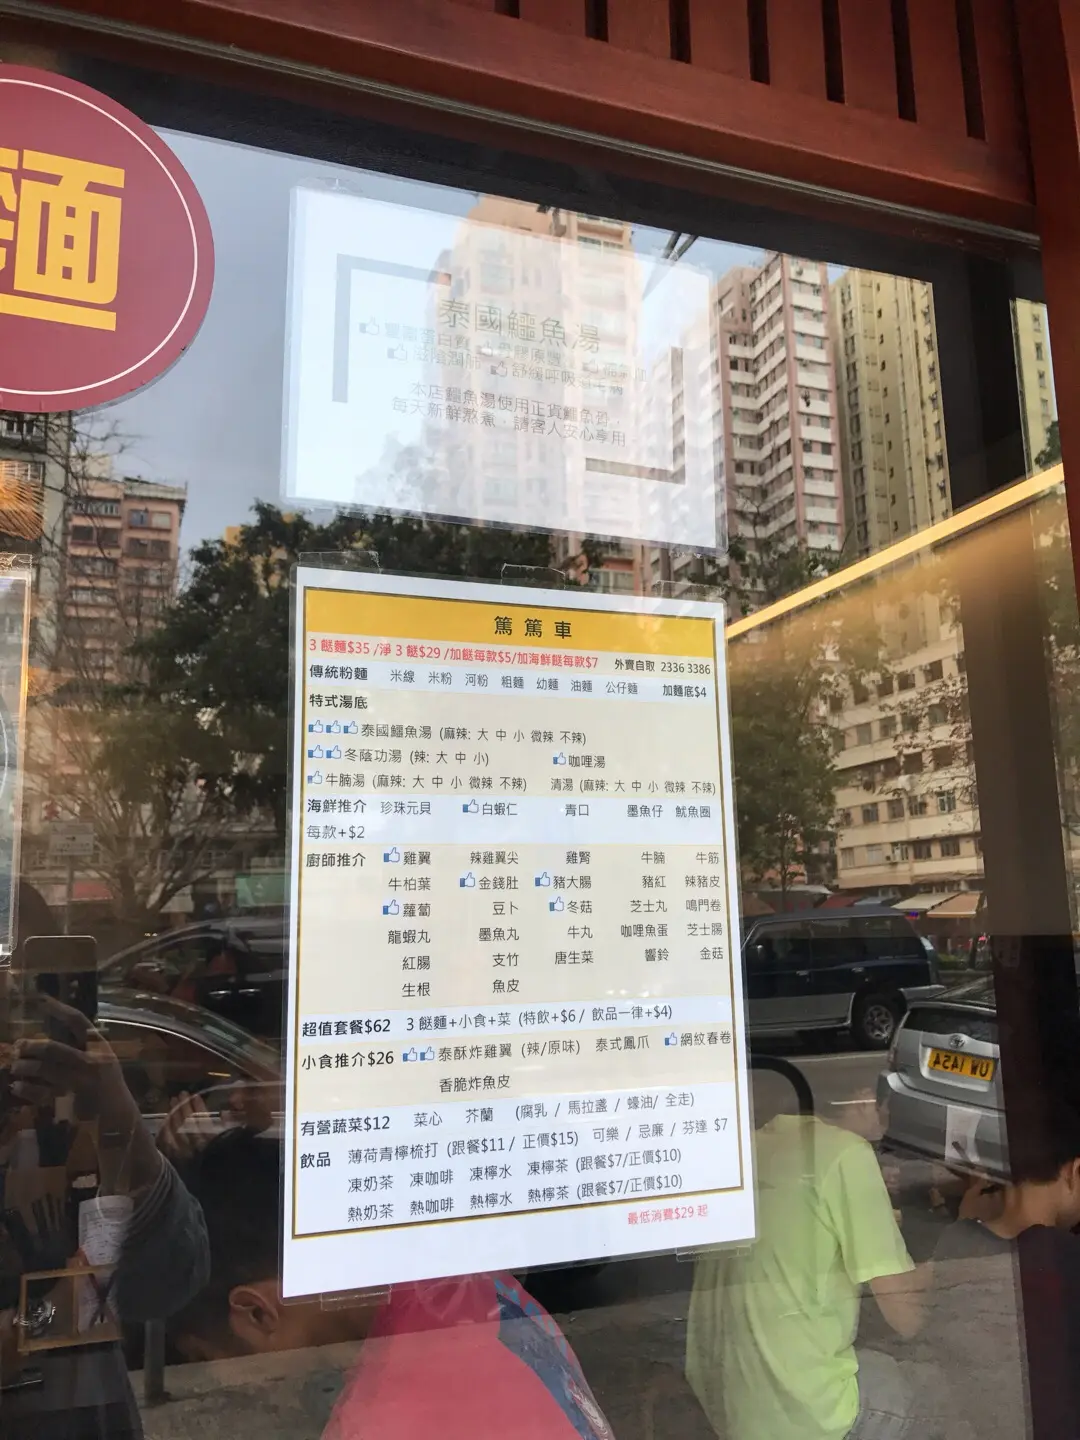 麵
泰國鱷魚湯
本店鱷魚湯使用正貨鱷魚骨，
每天新鮮熬煮，請客人安心享用
篤篤車
3 餸麵$35 /淨 3 餸$29 /加餸每款$5/加海鮮餸每款$7 外賣自取 2336 3386
傳統粉麵 米線 米粉 河粉 粗麵 幼麵 油麵 公仔麵 加麵底$4
特式湯底
泰國鱷魚湯 (麻辣: 大 中 小 微辣 不辣)
冬蔭功湯 (辣: 大 中 小) 咖哩湯
牛腩湯 (麻辣: 大 中 小 微辣 不辣) 清湯 (麻辣: 大 中 小 微辣 不辣)
海鮮推介 珍珠元貝 白蝦仁 青口 墨魚仔 魷魚圈
每款+$2
廚師推介 雞翼 辣雞翼尖 雞腎 牛腩 牛筋
牛柏葉 金錢肚 豬大腸 豬紅 辣豬皮
蘿蔔 豆卜 冬菇 芝士丸 鳴門卷
龍蝦丸 墨魚丸 牛丸 咖哩魚蛋 芝士腸
紅腸 支竹 唐生菜 響鈴 金菇
生根 魚皮
超值套餐$62 3 餸麵+小食+菜 (特飲+$6 / 飲品一律+$4)
小食推介$26 泰酥炸雞翼 (辣/原味) 泰式鳳爪 網紋春卷
香脆炸魚皮
有營蔬菜$12 菜心 芥蘭 (腐乳 / 馬拉盞 / 蠔油/ 全走)
飲品 薄荷青檸梳打 (跟餐$11 / 正價$15) 可樂 / 忌廉 / 芬達 $7
凍奶茶 凍咖啡 凍檸水 凍檸茶 (跟餐$7/正價$10)
熱奶茶 熱咖啡 熱檸水 熱檸茶 (跟餐$7/正價$10)
最低消費$29 起
UW 1454